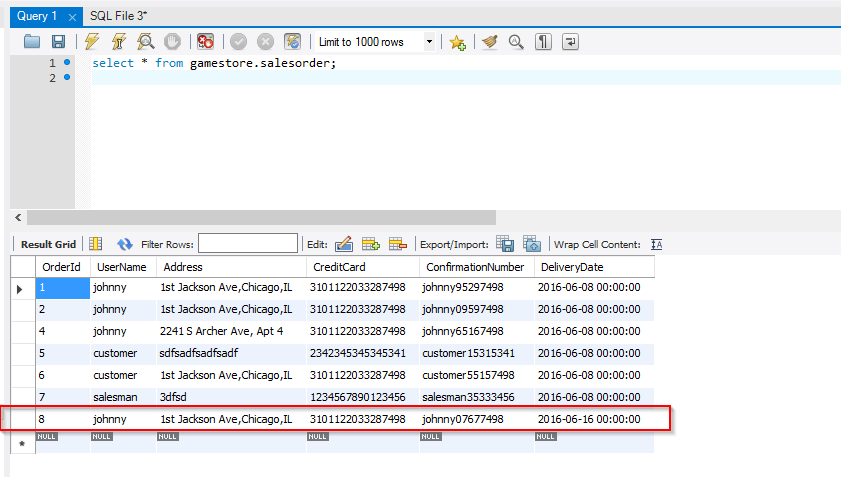 Query 1 × SQL File 3*
Limit to 1000 rows
1 select * from gamestore.salesorder;
2
Result Grid Filter Rows: Edit: Export/Import: Wrap Cell Content: IA
OrderId UserName Address CreditCard ConfirmationNumber DeliveryDate
1 johnny 1st Jackson Ave,Chicago,IL 3101122033287498 johnny95297498 2016-06-08 00:00:00
2 johnny 1st Jackson Ave,Chicago,IL 3101122033287498 johnny09597498 2016-06-08 00:00:00
4 johnny 2241 S Archer Ave, Apt 4 3101122033287498 johnny65167498 2016-06-08 00:00:00
5 customer sdfsadfsadfsadf 2342345345345341 customer15315341 2016-06-08 00:00:00
6 customer 1st Jackson Ave,Chicago,IL 3101122033287498 customer55157498 2016-06-08 00:00:00
7 salesman 3dfsd 1234567890123456 salesman35333456 2016-06-08 00:00:00
8 johnny 1st Jackson Ave,Chicago,IL 3101122033287498 johnny07677498 2016-06-16 00:00:00
* NULL NULL NULL NULL NULL NULL